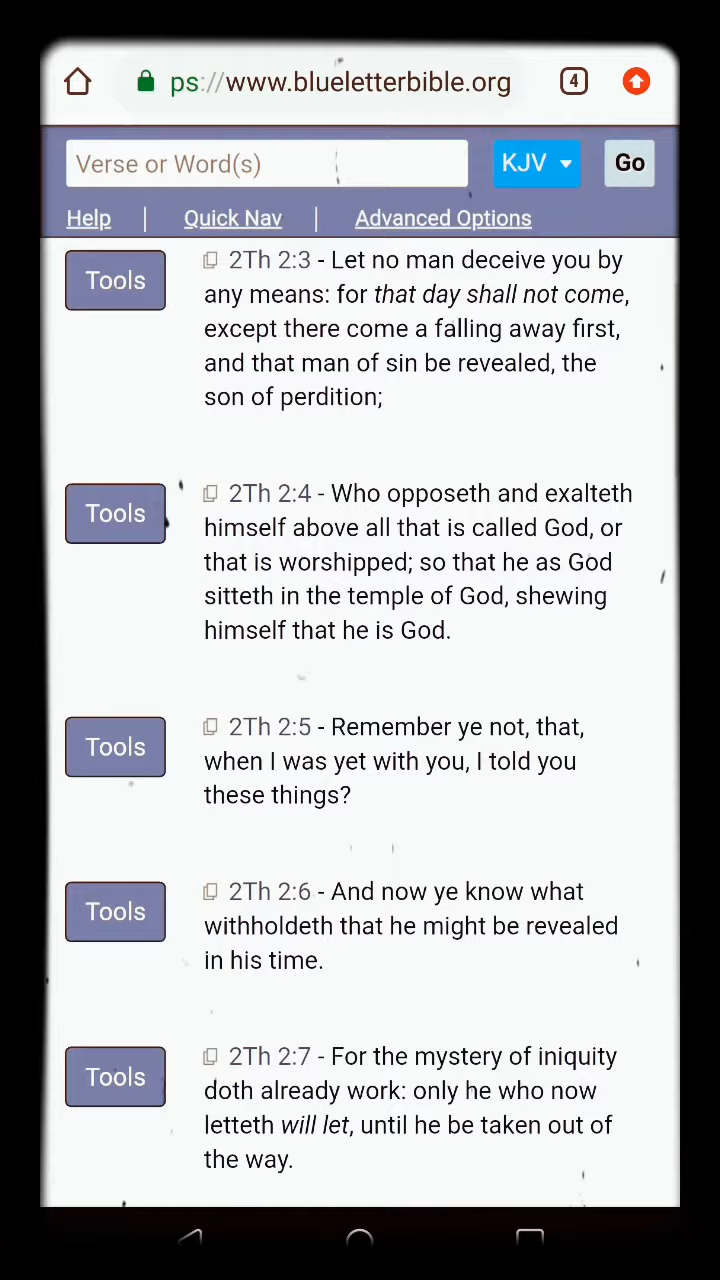 ps://www.blueletterbible.org
4
Verse or Word(s)
KJV
Go
Help | Quick Nav | Advanced Options
Tools
2Th 2:3 - Let no man deceive you by
any means: for that day shall not come,
except there come a falling away first,
and that man of sin be revealed, the
son of perdition;
Tools
2Th 2:4 - Who opposeth and exalteth
himself above all that is called God, or
that is worshipped; so that he as God
sitteth in the temple of God, shewing
himself that he is God.
Tools
2Th 2:5 - Remember ye not, that,
when I was yet with you, I told you
these things?
Tools
2Th 2:6 - And now ye know what
withholdeth that he might be revealed
in his time.
Tools
2Th 2:7 - For the mystery of iniquity
doth already work: only he who now
letteth will let, until he be taken out of
the way.